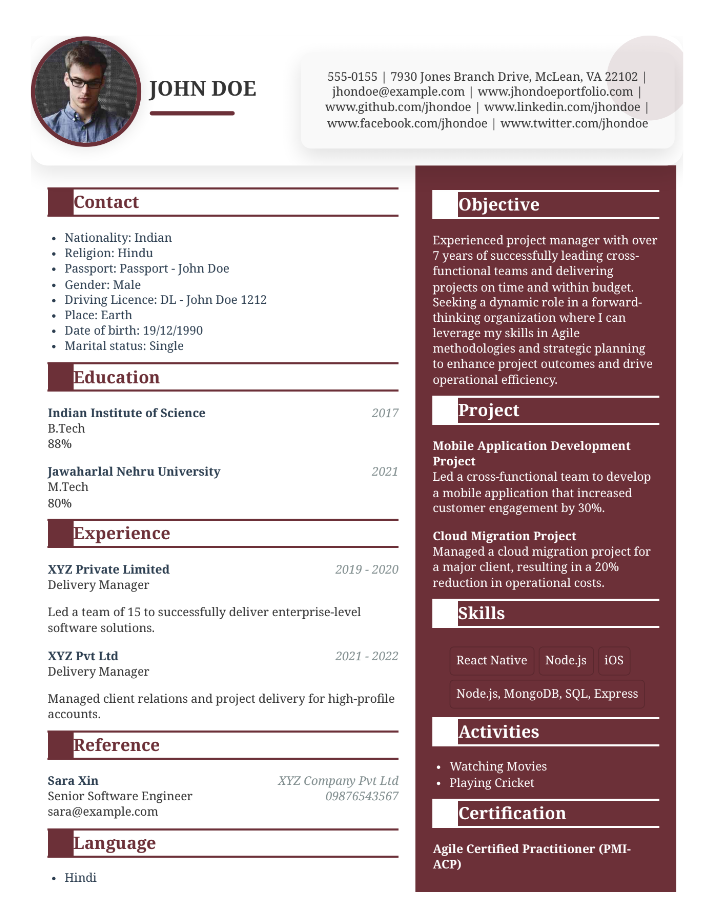 JOHN DOE
555-0155 | 7930 Jones Branch Drive, McLean, VA 22102 |
jhondoe@example.com | www.jhondoeportfolio.com |
www.github.com/jhondoe | www.linkedin.com/jhondoe |
www.facebook.com/jhondoe | www.twitter.com/jhondoe
Contact
• Nationality: Indian
• Religion: Hindu
• Passport: Passport - John Doe
• Gender: Male
• Driving Licence: DL - John Doe 1212
• Place: Earth
• Date of birth: 19/12/1990
• Marital status: Single
Education
Indian Institute of Science 2017
B.Tech
88%
Jawaharlal Nehru University 2021
M.Tech
80%
Experience
XYZ Private Limited 2019 - 2020
Delivery Manager
Led a team of 15 to successfully deliver enterprise-level
software solutions.
XYZ Pvt Ltd 2021 - 2022
Delivery Manager
Managed client relations and project delivery for high-profile
accounts.
Reference
Sara Xin XYZ Company Pvt Ltd
Senior Software Engineer 09876543567
sara@example.com
Language
• Hindi
Objective
Experienced project manager with over
7 years of successfully leading cross-
functional teams and delivering
projects on time and within budget.
Seeking a dynamic role in a forward-
thinking organization where I can
leverage my skills in Agile
methodologies and strategic planning
to enhance project outcomes and drive
operational efficiency.
Project
Mobile Application Development
Project
Led a cross-functional team to develop
a mobile application that increased
customer engagement by 30%.
Cloud Migration Project
Managed a cloud migration project for
a major client, resulting in a 20%
reduction in operational costs.
Skills
React Native Node.js iOS
Node.js, MongoDB, SQL, Express
Activities
• Watching Movies
• Playing Cricket
Certification
Agile Certified Practitioner (PMI-
ACP)